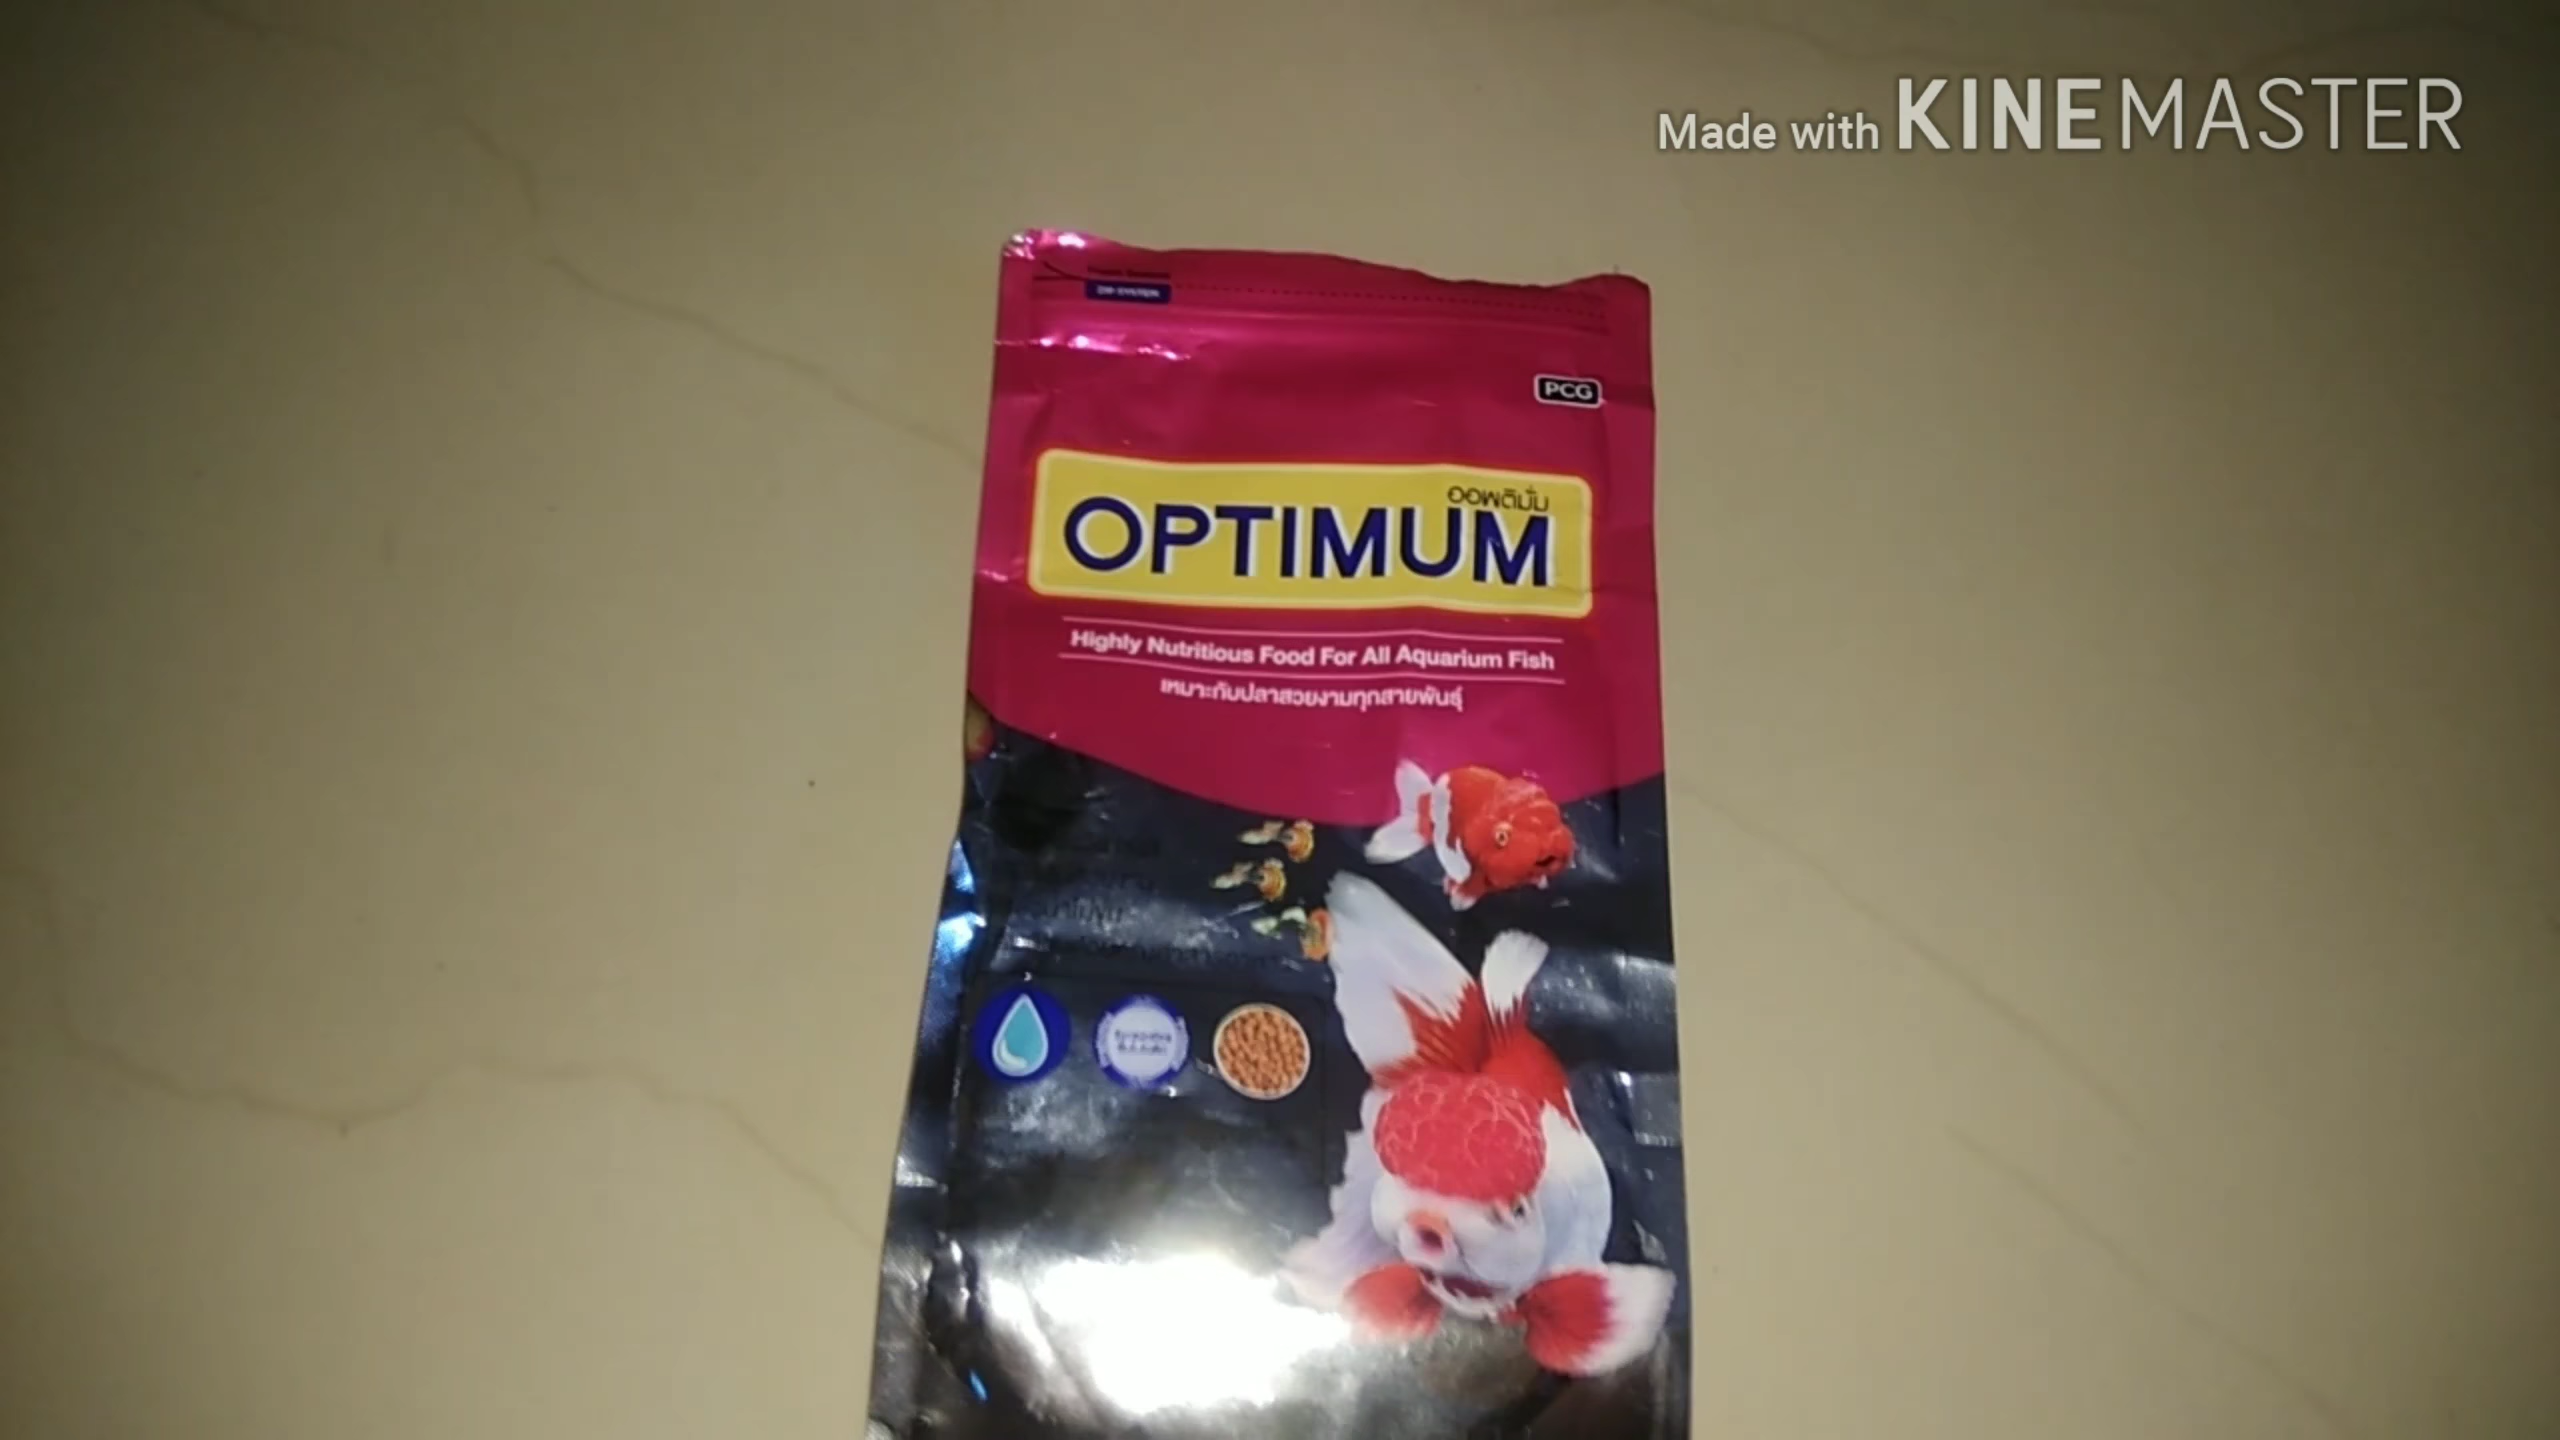 Made with KINEMASTER
ZIP SYSTEM
PCG
ออพติมั่ม
OPTIMUM
Highly Nutritious Food For All Aquarium Fish
เหมาะกับปลาสวยงามทุกสายพันธุ์